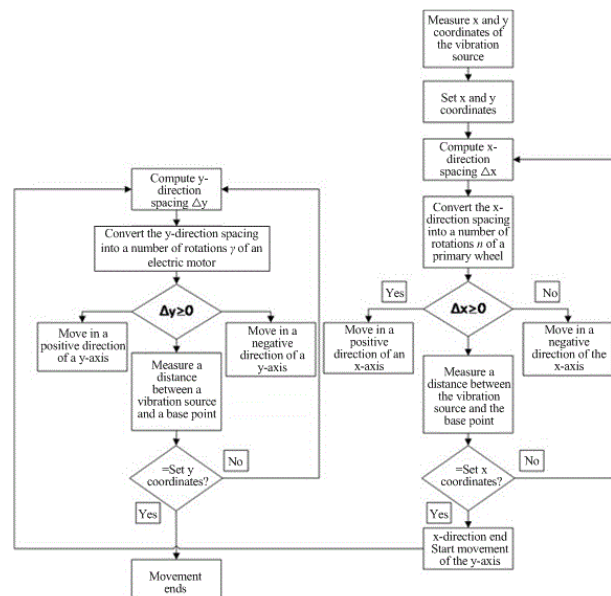 Measure x and y
coordinates of
the vibration
source
Set x and y
coordinates
Compute x-
direction
spacing △x
Convert the x-
direction spacing
into a number of
rotations n of a
primary wheel
Yes
Δx≥0
No
Move in a
positive direction
of an
x-axis
Move in a
negative
direction of the
x-axis
Measure a
distance between
the vibration
source and the
base point
=Set x
coordinates?
No
Yes
x-direction end
Start movement
of the y-axis
Compute y-
direction
spacing △y
Convert the y-direction spacing
into a number of rotations γ of an
electric motor
Δy≥0
Move in a
positive direction
of a y-axis
Move in a
negative direction
of a y-axis
Measure a
distance
between a
vibration source
and a base point
=Set y
coordinates?
No
Yes
Movement
ends